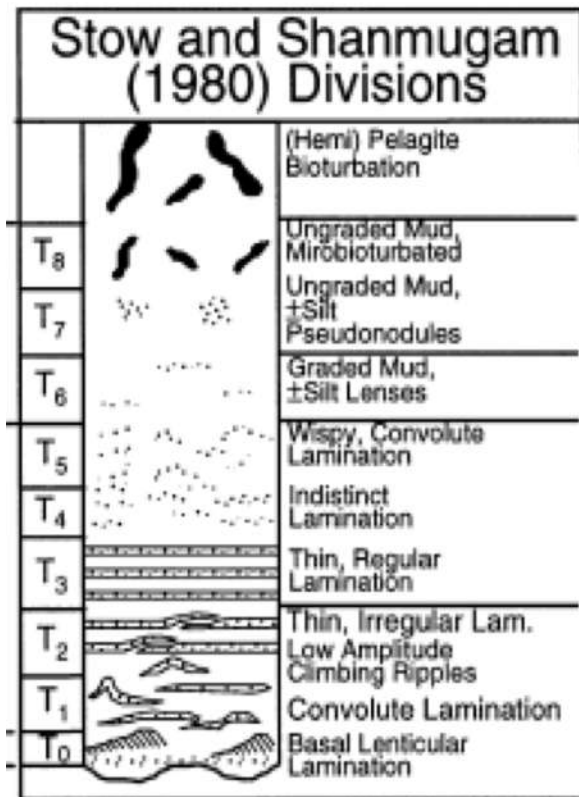 Stow and Shanmugam
(1980) Divisions
(Hemi) Pelagite
Bioturbation
T8
Ungraded Mud,
Mirobioturbated
T7
Ungraded Mud,
±Silt
Pseudonodules
T6
Graded Mud,
±Silt Lenses
T5
Wispy, Convolute
Lamination
T4
Indistinct
Lamination
T3
Thin, Regular
Lamination
T2
Thin, Irregular Lam.
Low Amplitude
Climbing Ripples
T1
Convolute Lamination
T0
Basal Lenticular
Lamination